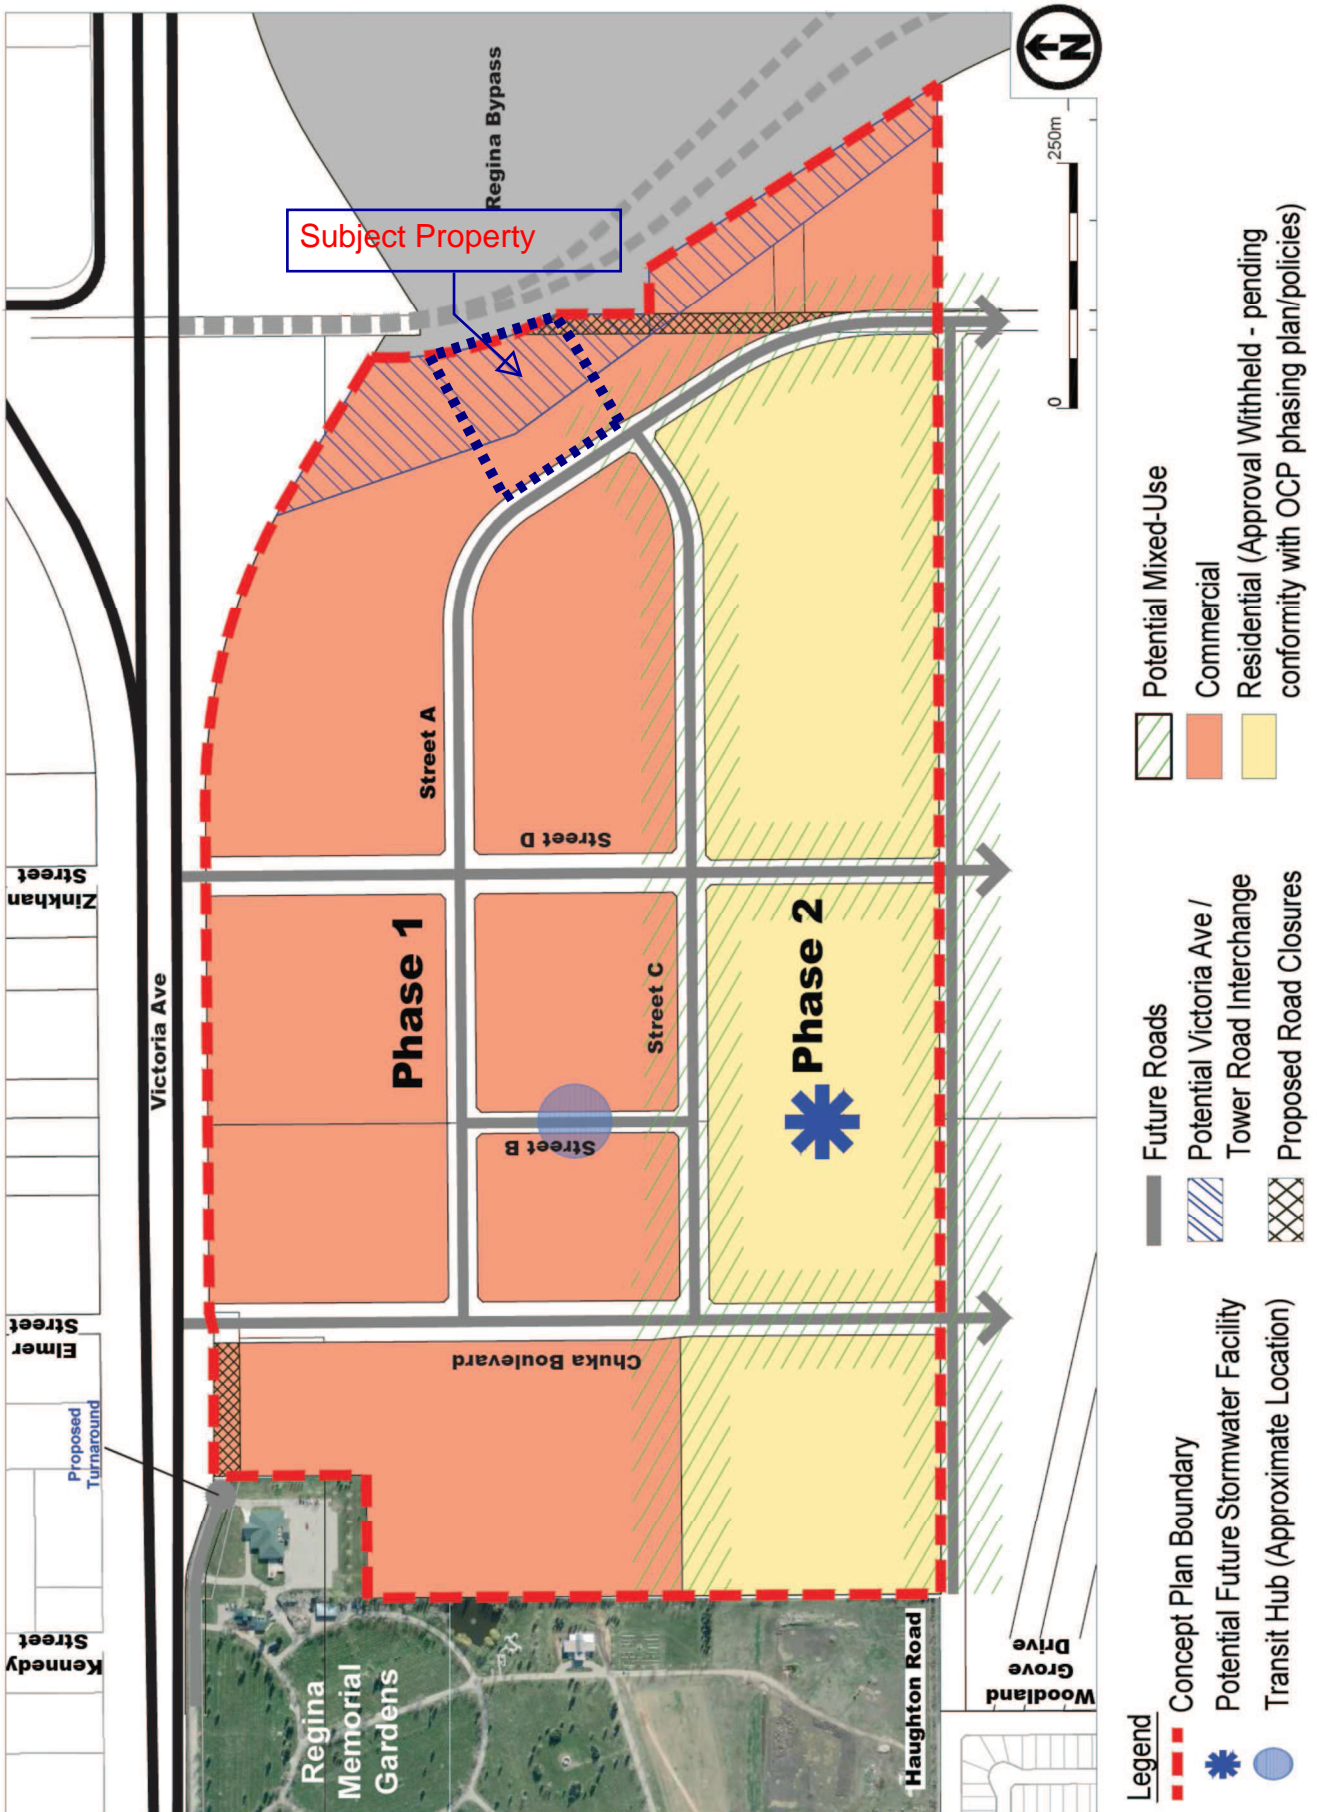 Zinkhan
Street
Elmer
Street
Kennedy
Street
Proposed
Turnaround
Victoria Ave
Regina Bypass
Subject Property
N
250m
0
Street A
Street D
Phase 1
Street C
Street B
Phase 2
Chuka Boulevard
Regina
Memorial
Gardens
Haughton Road
Woodland
Grove
Drive
Legend
Concept Plan Boundary
Potential Future Stormwater Facility
Transit Hub (Approximate Location)
Future Roads
Potential Victoria Ave /
Tower Road Interchange
Proposed Road Closures
Potential Mixed-Use
Commercial
Residential (Approval Withheld - pending
conformity with OCP phasing plan/policies)